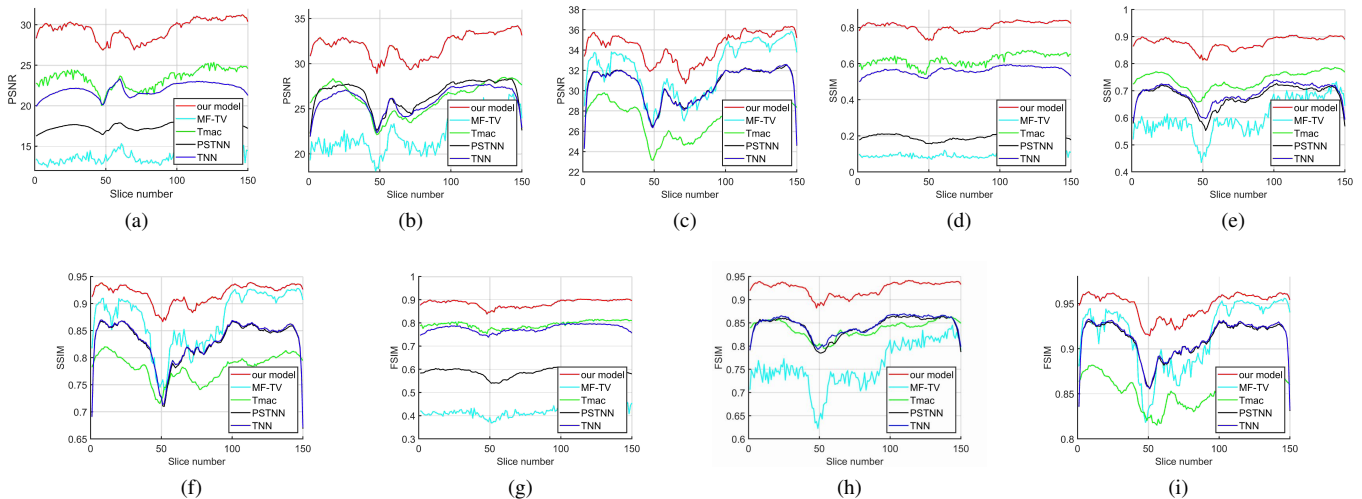 PSNR
30
25
20
15
our model
MF-TV
Tmac
PSTNN
TNN
0 50 100 150
Slice number
(a)
PSNR
35
30
25
20
our model
MF-TV
Tmac
PSTNN
TNN
0 50 100 150
Slice number
(b)
PSNR
38
36
34
32
30
28
26
24
22
our model
MF-TV
Tmac
PSTNN
TNN
0 50 100 150
Slice number
(c)
SSIM
0.8
0.6
0.4
0.2
0
our model
MF-TV
Tmac
PSTNN
TNN
0 50 100 150
Slice number
(d)
SSIM
1
0.9
0.8
0.7
0.6
0.5
0.4
our model
MF-TV
Tmac
PSTNN
TNN
0 50 100 150
Slice number
(e)
SSIM
0.95
0.9
0.85
0.8
0.75
0.7
0.65
our model
MF-TV
Tmac
PSTNN
TNN
0 50 100 150
Slice number
(f)
FSIM
1
0.9
0.8
0.7
0.6
0.5
0.4
0.3
our model
MF-TV
Tmac
PSTNN
TNN
0 50 100 150
Slice number
(g)
FSIM
0.95
0.9
0.85
0.8
0.75
0.7
0.65
0.6
our model
MF-TV
Tmac
PSTNN
TNN
0 50 100 150
Slice number
(h)
FSIM
0.95
0.9
0.85
0.8
our model
MF-TV
Tmac
PSTNN
TNN
0 50 100 150
Slice number
(i)